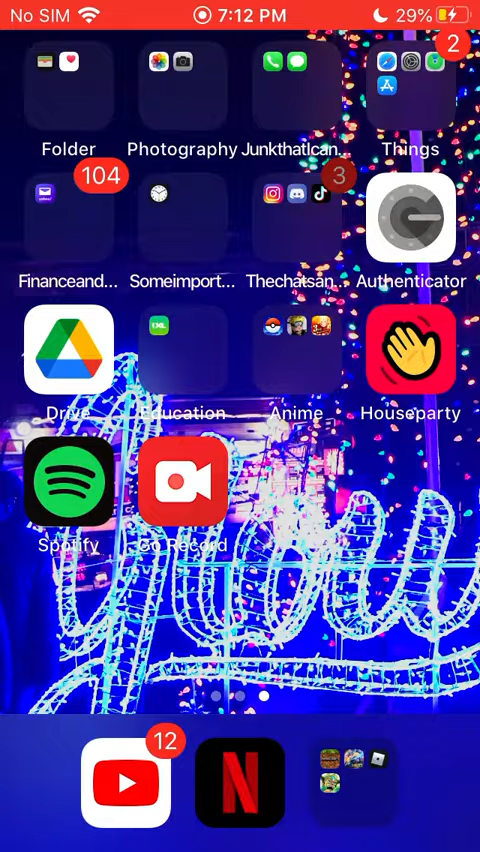 No SIM 7:12 PM 29%
2
Folder Photography JunkthatIcan... Things
104 3
Financeand... Someimport... Thechatsan... Authenticator
Drive Education Anime Houseparty
Spotify Go Record
you
12
N